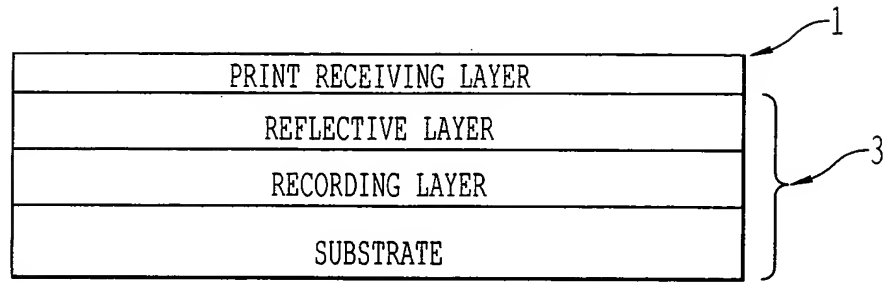 1
PRINT RECEIVING LAYER
REFLECTIVE LAYER
3
RECORDING LAYER
SUBSTRATE